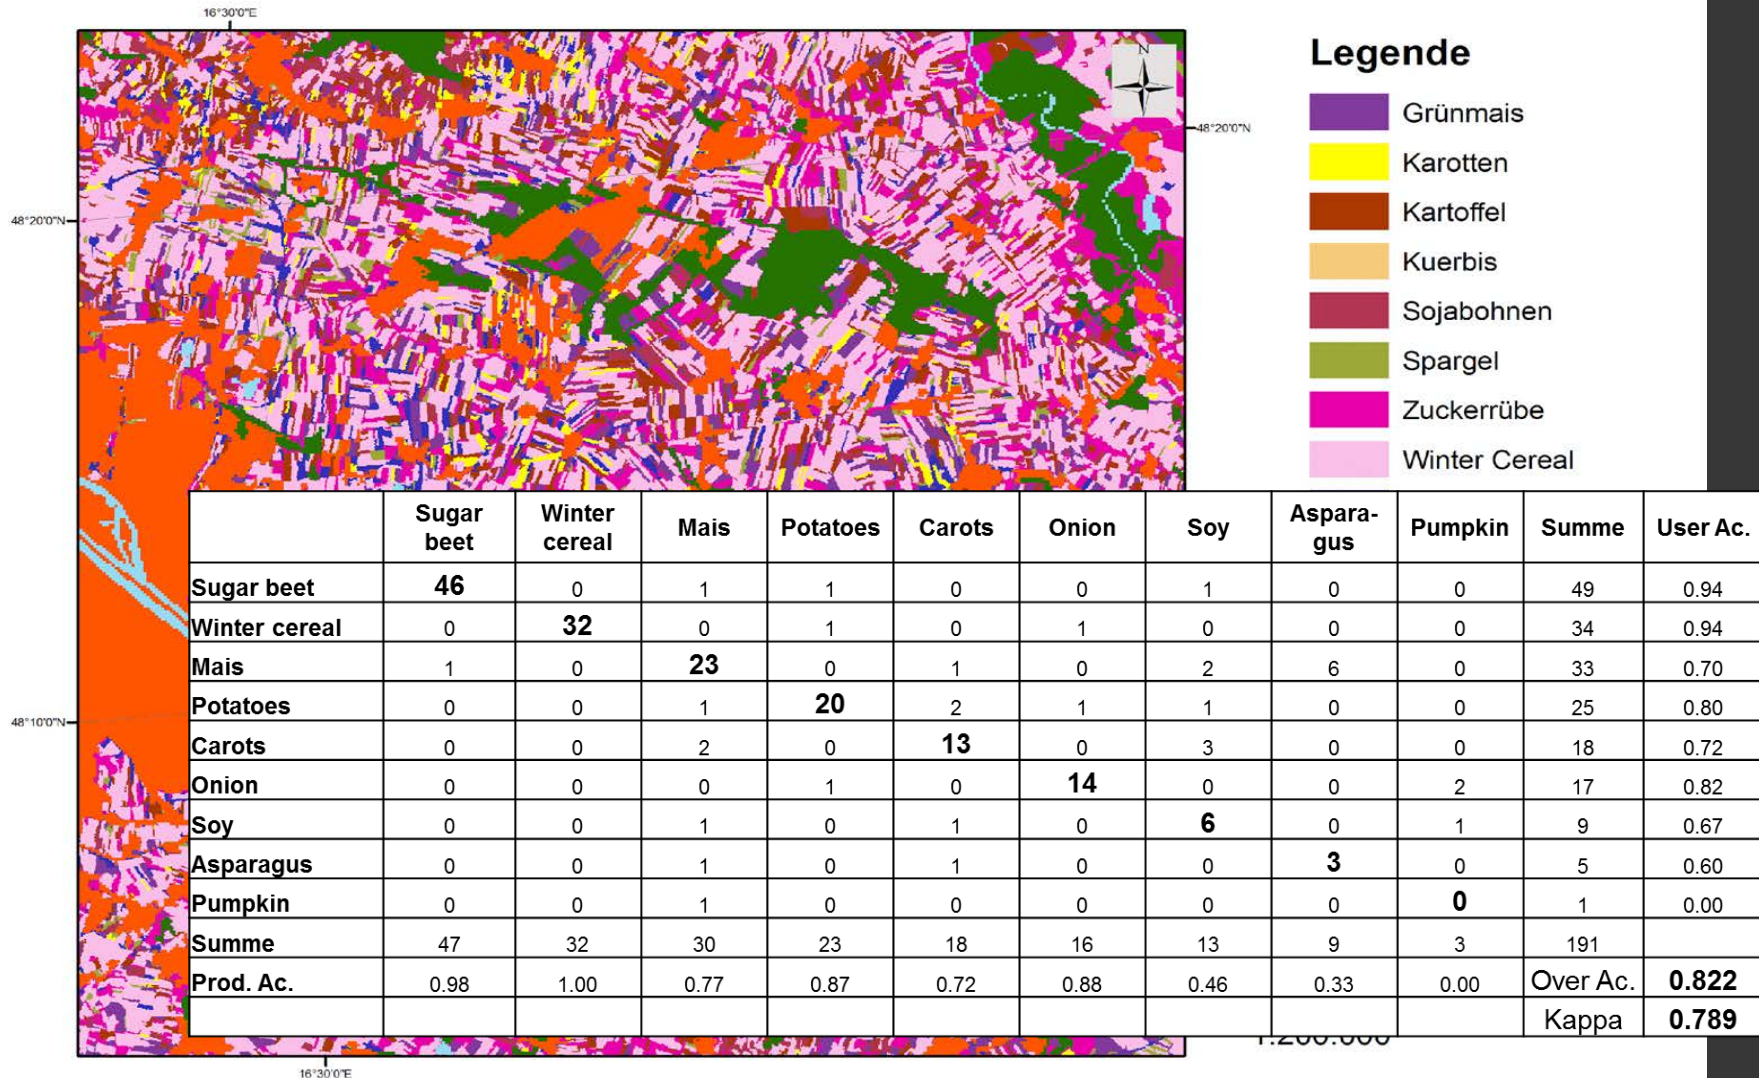 16°30'0"E
N
48°20'0"N
48°20'0"N
48°10'0"N
16°30'0"E
Legende
Grünmais
Karotten
Kartoffel
Kuerbis
Sojabohnen
Spargel
Zuckerrübe
Winter Cereal
Sugar beet Winter cereal Mais Potatoes Carots Onion Soy Aspara-gus Pumpkin Summe User Ac.
Sugar beet 46 0 1 1 0 0 1 0 0 49 0.94
Winter cereal 0 32 0 1 0 1 0 0 0 34 0.94
Mais 1 0 23 0 1 0 2 6 0 33 0.70
Potatoes 0 0 1 20 2 1 1 0 0 25 0.80
Carots 0 0 2 0 13 0 3 0 0 18 0.72
Onion 0 0 0 1 0 14 0 0 2 17 0.82
Soy 0 0 1 0 1 0 6 0 1 9 0.67
Asparagus 0 0 1 0 1 0 0 3 0 5 0.60
Pumpkin 0 0 1 0 0 0 0 0 0 1 0.00
Summe 47 32 30 23 18 16 13 9 3 191
Prod. Ac. 0.98 1.00 0.77 0.87 0.72 0.88 0.46 0.33 0.00 Over Ac. 0.822
Kappa 0.789